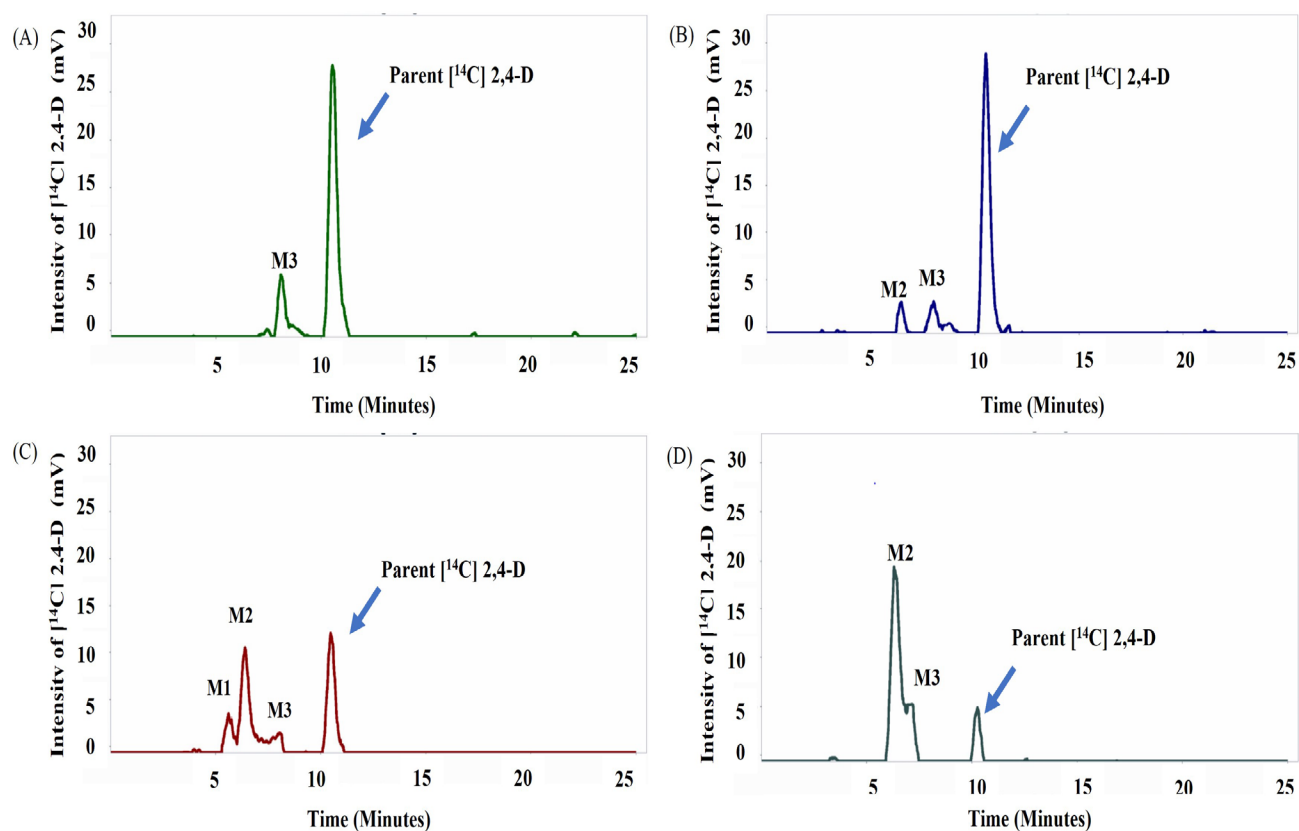 (A)
Intensity of [¹⁴C] 2.4-D (mV)
30
25
20
15
10
5
0
Parent [¹⁴C] 2,4-D
M3
5 10 15 20 25
Time (Minutes)
(B)
Intensity of [¹⁴C] 2,4-D (mV)
30
25
20
15
10
5
0
Parent [¹⁴C] 2,4-D
M2 M3
5 10 15 20 25
Time (Minutes)
(C)
Intensity of [¹⁴C] 2.4-D (mV)
30
25
20
15
10
5
0
Parent [¹⁴C] 2,4-D
M2
M1
M3
5 10 15 20 25
Time (Minutes)
(D)
Intensity of [¹⁴C] 2.4-D (mV)
30
25
20
15
10
5
0
M2
Parent [¹⁴C] 2,4-D
M3
5 10 15 20 25
Time (Minutes)